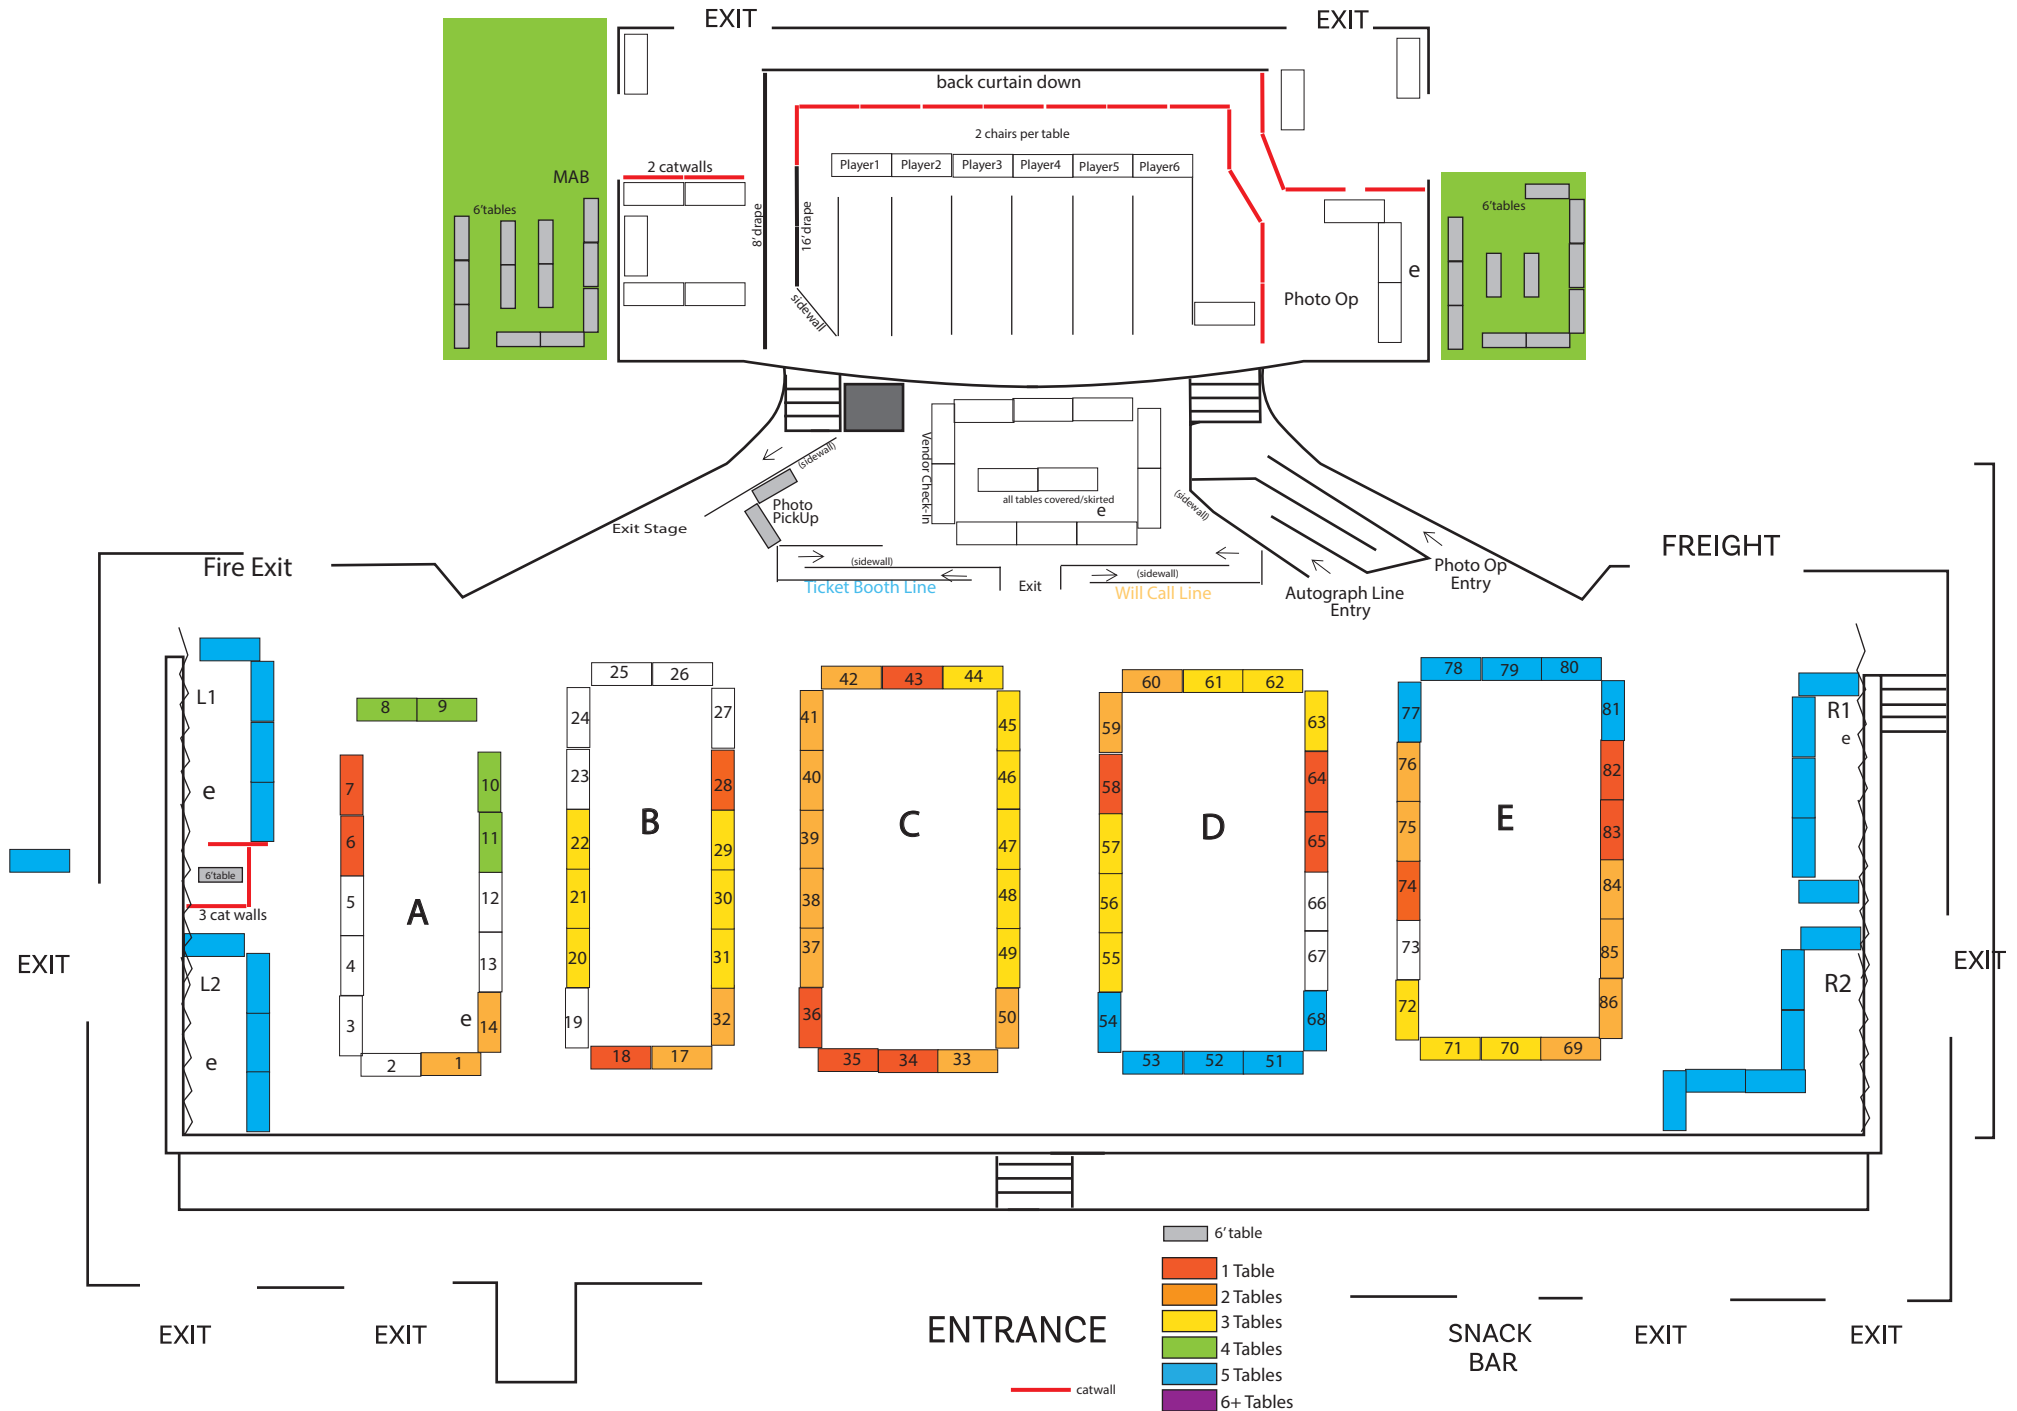 EXIT
EXIT
back curtain down
2 chairs per table
Player1
Player2
Player3
Player4
Player5
Player6
2 catwalls
MAB
6'tables
8' drape
16' drape
sidewall
6'tables
e
Photo Op
Vendor Check-In
all tables covered/skirted
e
(sidewall)
Photo
PickUp
Exit Stage
(sidewall)
(sidewall)
Ticket Booth Line
Exit
(sidewall)
Will Call Line
Autograph Line
Entry
Photo Op
Entry
Fire Exit
FREIGHT
L1
e
6'table
3 cat walls
L2
e
EXIT
8
9
7
10
6
11
5
12
A
4
13
3
e
14
2
1
25
26
24
27
23
28
B
22
29
21
30
20
31
19
32
18
17
42
43
44
41
45
40
46
C
39
47
38
48
37
49
36
50
35
34
33
60
61
62
59
63
58
64
D
57
65
56
66
55
67
54
68
53
52
51
78
79
80
77
81
76
82
E
75
83
74
84
73
85
72
86
71
70
69
R1
e
R2
EXIT
6' table
1 Table
2 Tables
3 Tables
4 Tables
5 Tables
6+ Tables
EXIT
EXIT
ENTRANCE
catwall
SNACK
BAR
EXIT
EXIT